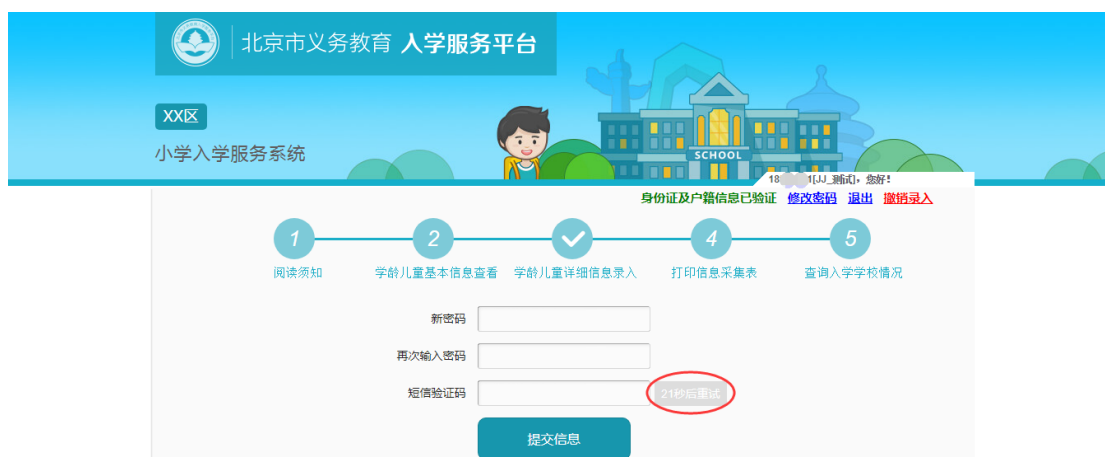 北京市义务教育 入学服务平台
XX区
小学入学服务系统
SCHOOL
18 1[JJ_测试], 您好!
身份证及户籍信息已验证 修改密码 退出 撤销录入
1 2 4 5
阅读须知 学龄儿童基本信息查看 学龄儿童详细信息录入 打印信息采集表 查询入学学校情况
新密码
再次输入密码
短信验证码 21秒后重试
提交信息